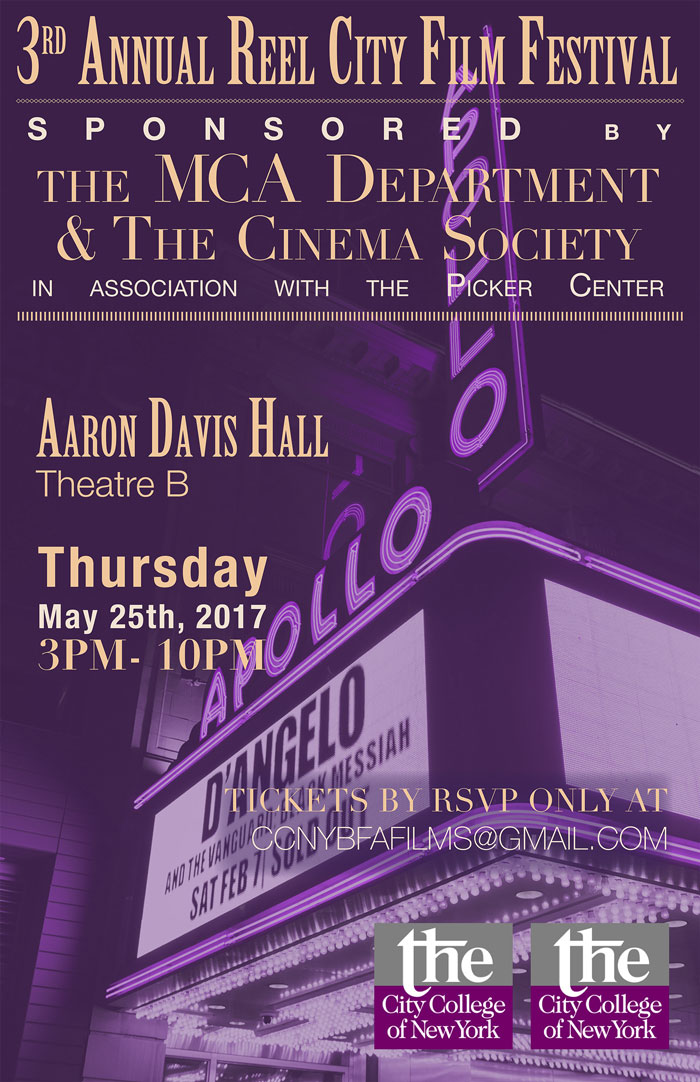 3RD ANNUAL REEL CITY FILM FESTIVAL
SPONSORED BY
THE MCA DEPARTMENT
& THE CINEMA SOCIETY
IN ASSOCIATION WITH THE PICKER CENTER
APOLLO
AARON DAVIS HALL
Theatre B
Thursday
May 25th, 2017
3PM- 10PM
APOLLO
D'ANGELO
AND THE VANGUARD: BLACK MESSIAH
SAT FEB 7 | SOLD OUT
TICKETS BY RSVP ONLY AT
CCNYBFAFILMS@GMAIL.COM
the
City College
of New York
the
City College
of New York